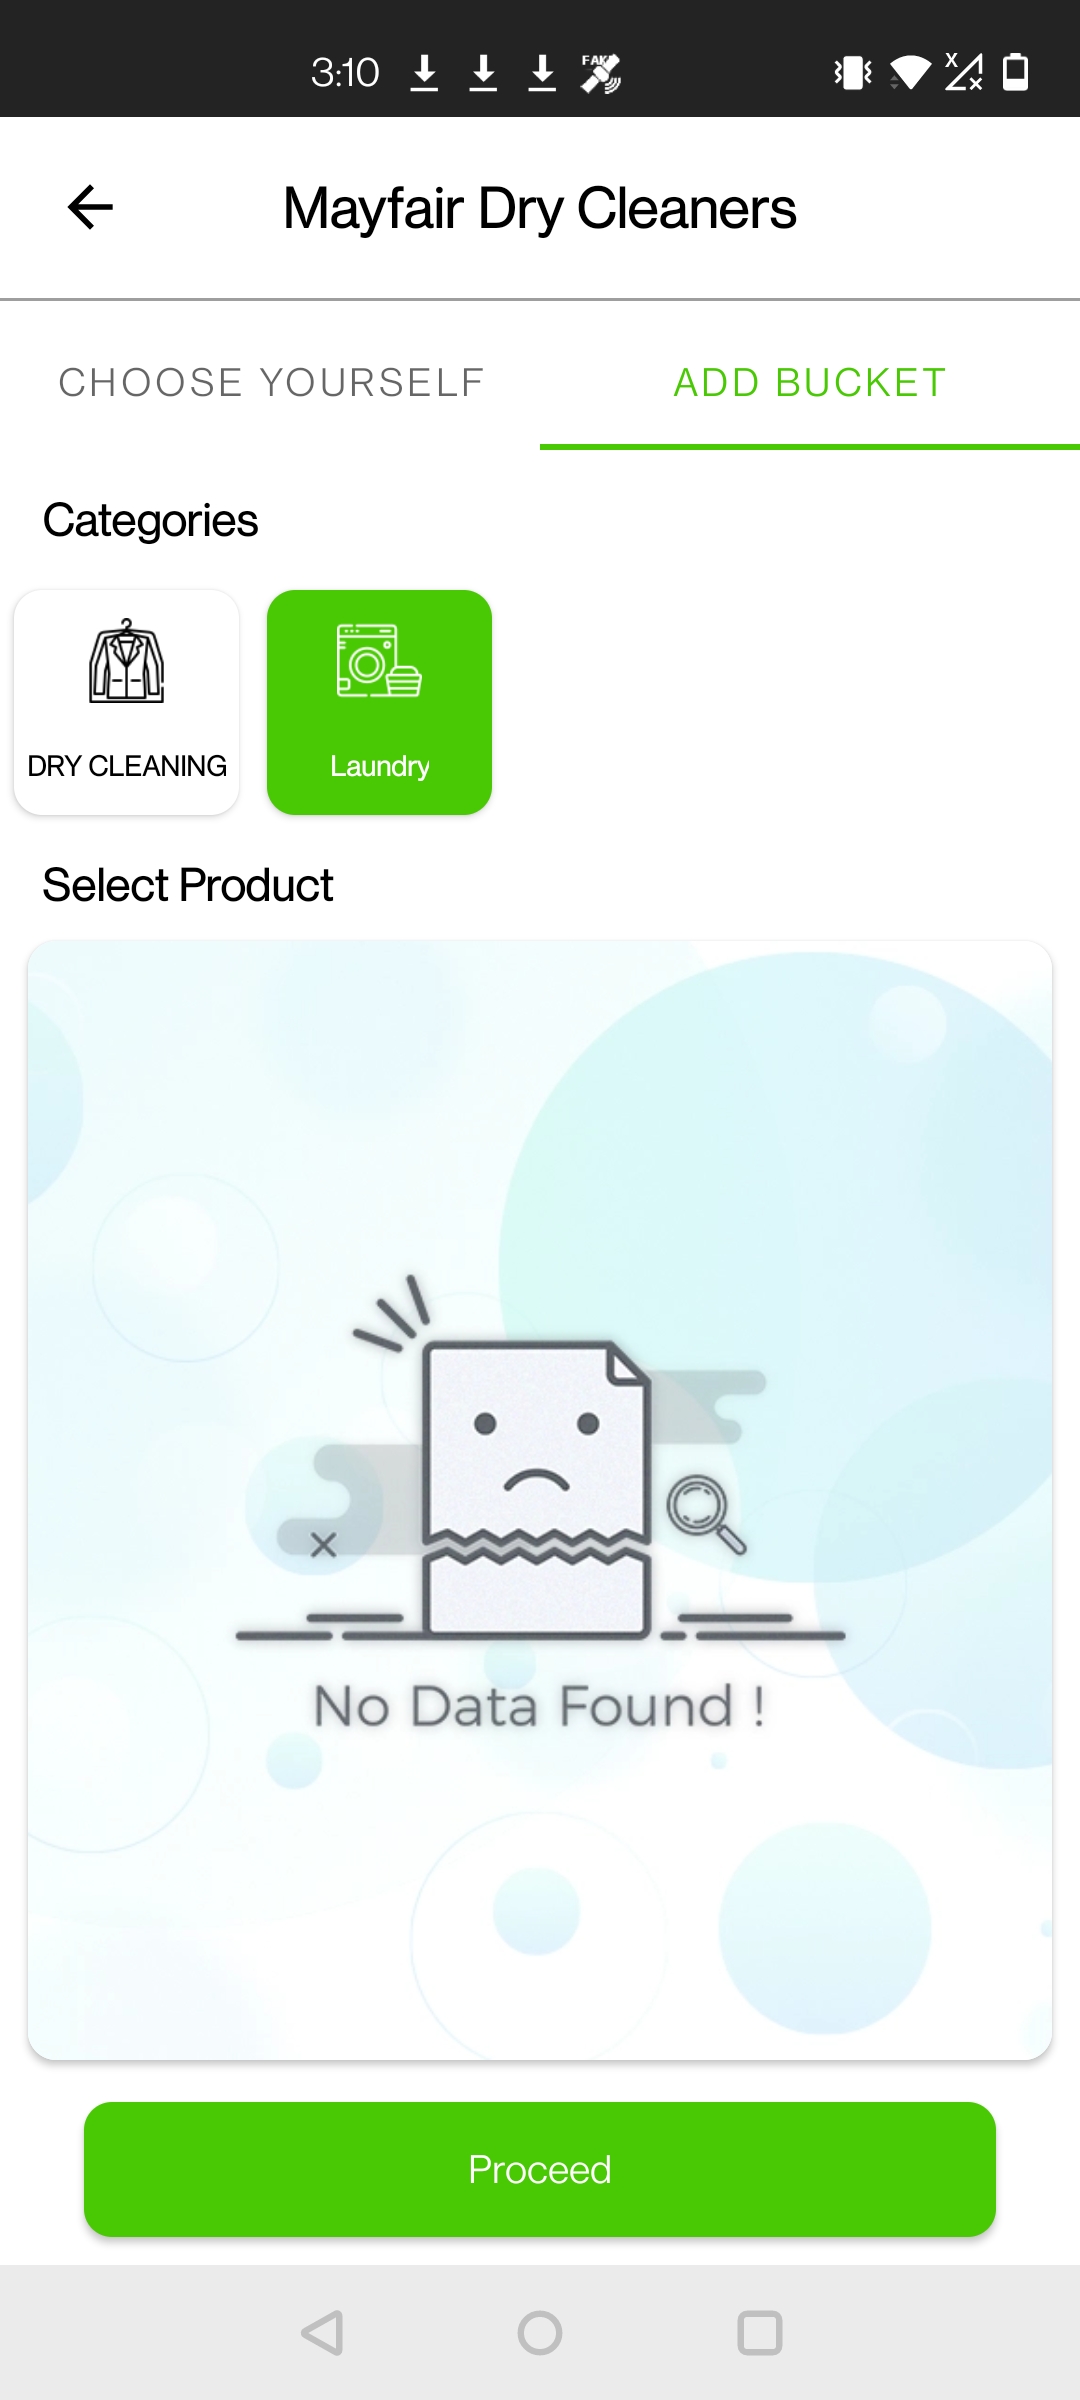 3:10
FAKE
Mayfair Dry Cleaners
CHOOSE YOURSELF
ADD BUCKET
Categories
DRY CLEANING
Laundry
Select Product
No Data Found !
Proceed